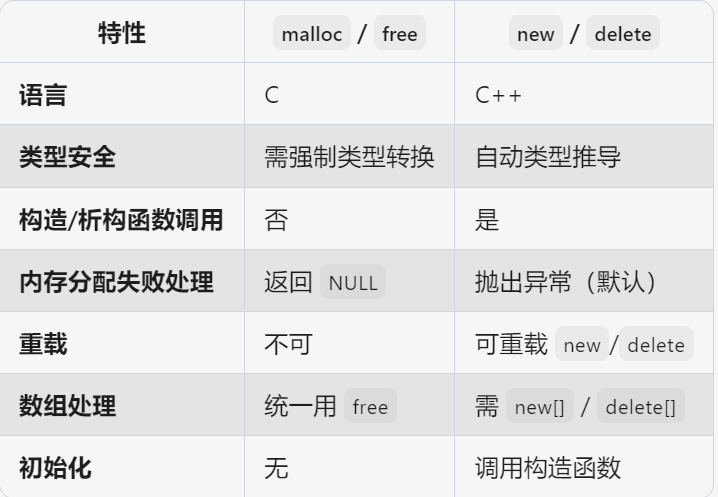 特性 malloc / free new / delete
语言 C C++
类型安全 需强制类型转换 自动类型推导
构造/析构函数调用 否 是
内存分配失败处理 返回 NULL 抛出异常（默认）
重载 不可 可重载 new/delete
数组处理 统一用 free 需 new[] / delete[]
初始化 无 调用构造函数